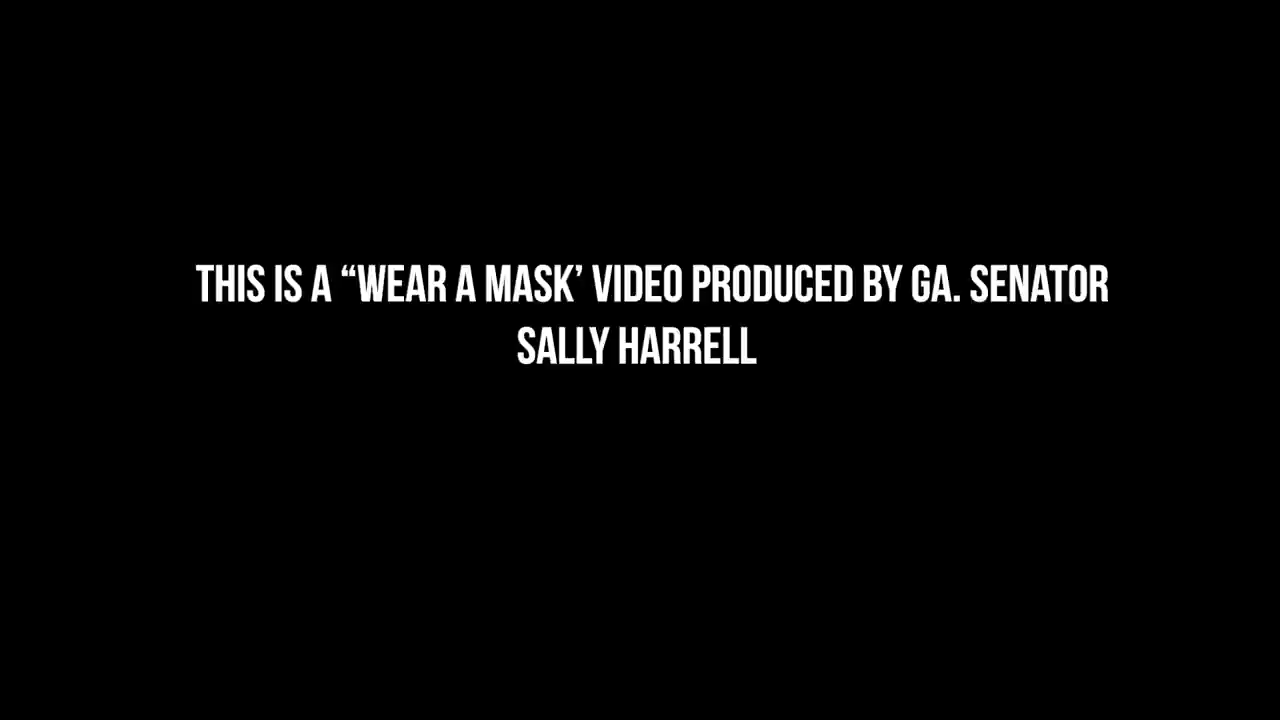 THIS IS A “WEAR A MASK’ VIDEO PRODUCED BY GA. SENATOR
SALLY HARRELL